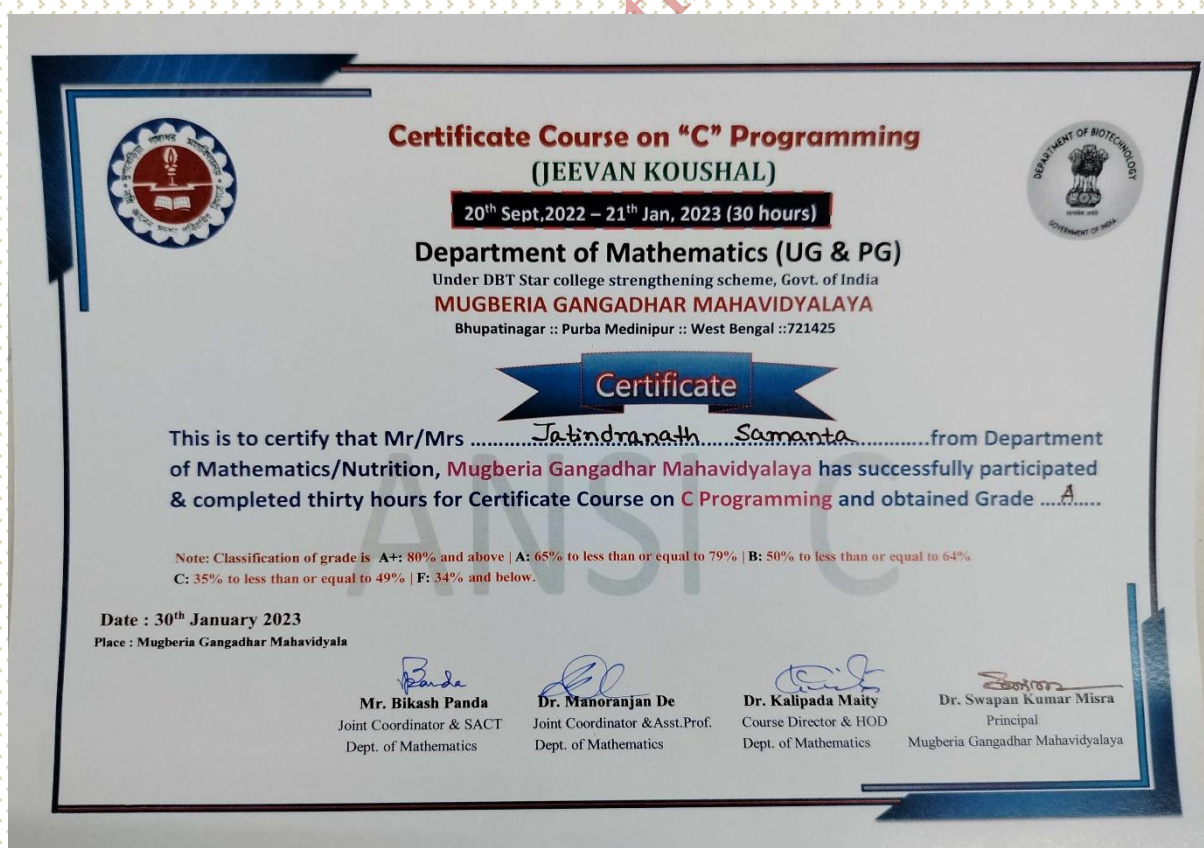 Certificate Course on “C” Programming
(JEEVAN KOUSHAL)
20th Sept,2022 – 21th Jan, 2023 (30 hours)
Department of Mathematics (UG & PG)
Under DBT Star college strengthening scheme, Govt. of India
MUGBERIA GANGADHAR MAHAVIDYALAYA
Bhupatinagar :: Purba Medinipur :: West Bengal ::721425
DEPARTMENT OF BIOTECHNOLOGY
GOVERNMENT OF INDIA
Certificate
This is to certify that Mr/Mrs ............Jatindranath.....Samanta.............from Department
of Mathematics/Nutrition, Mugberia Gangadhar Mahavidyalaya has successfully participated
& completed thirty hours for Certificate Course on C Programming and obtained Grade ....A.....
ANSI C
Note: Classification of grade is A+: 80% and above | A: 65% to less than or equal to 79% | B: 50% to less than or equal to 64%
C: 35% to less than or equal to 49% | F: 34% and below.
Date : 30th January 2023
Place : Mugberia Gangadhar Mahavidyala
Mr. Bikash Panda
Joint Coordinator & SACT
Dept. of Mathematics
Dr. Manoranjan De
Joint Coordinator &Asst.Prof.
Dept. of Mathematics
Dr. Kalipada Maity
Course Director & HOD
Dept. of Mathematics
Dr. Swapan Kumar Misra
Principal
Mugberia Gangadhar Mahavidyalaya